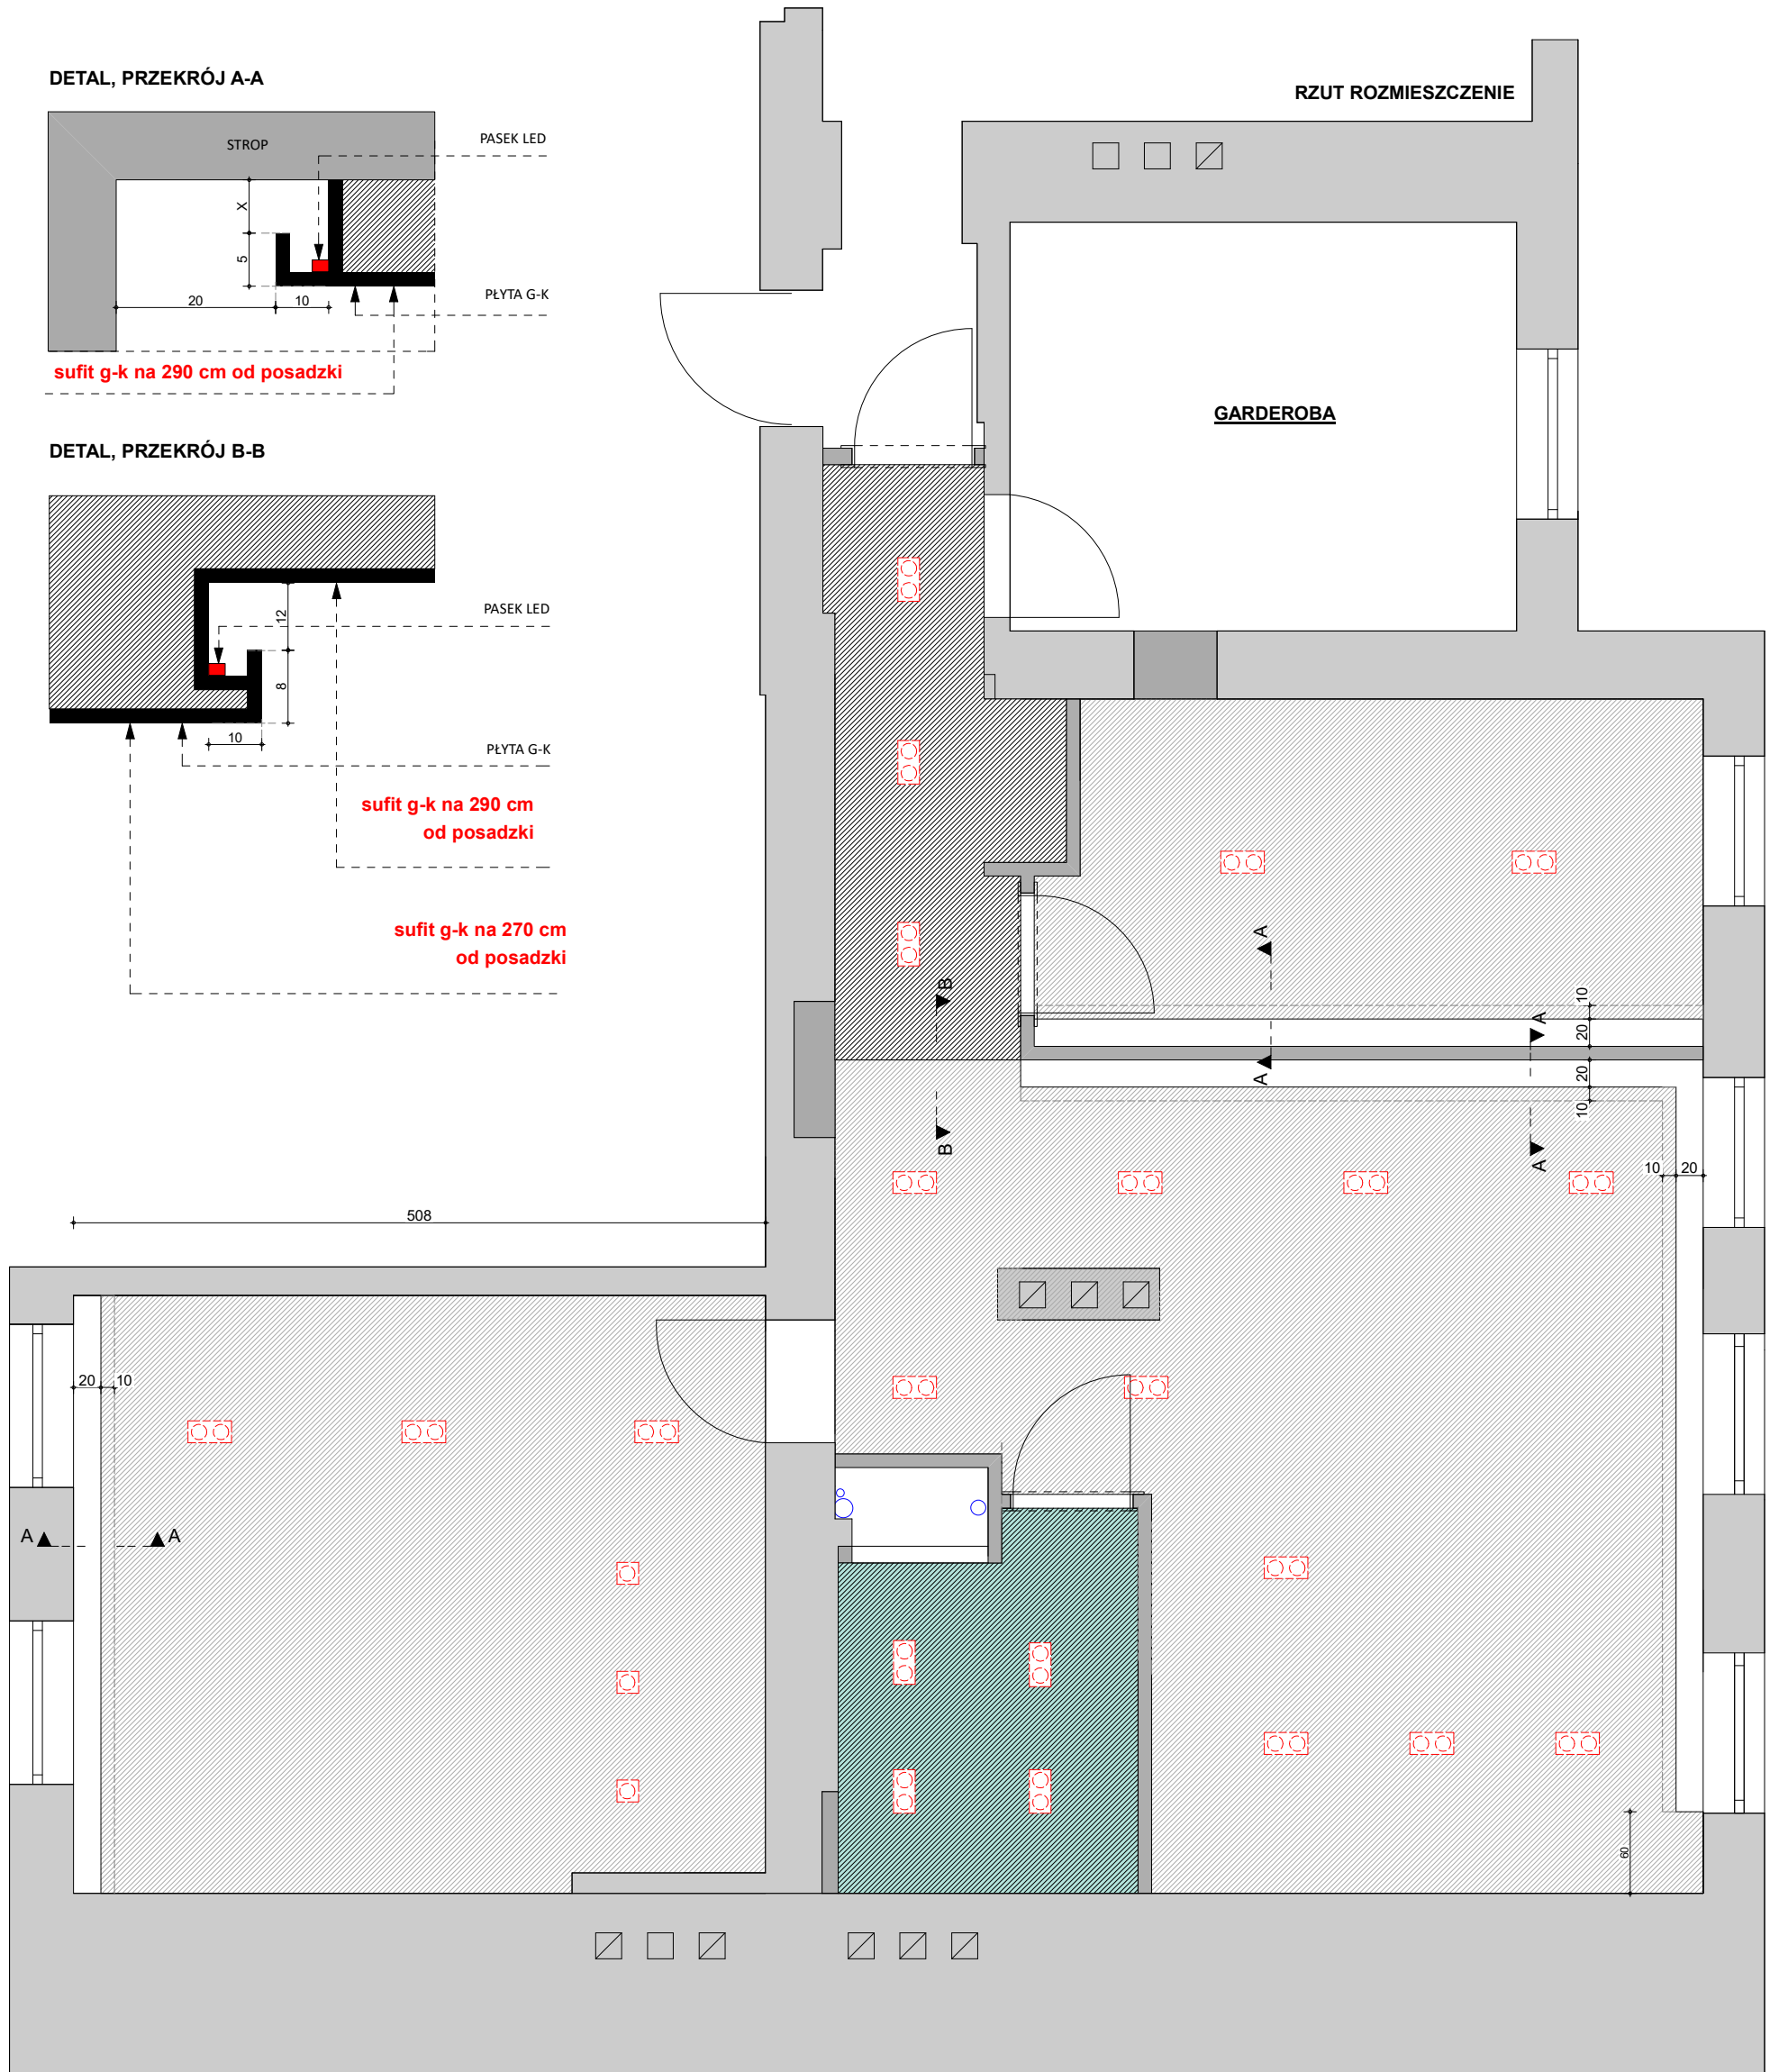 DETAL, PRZEKRÓJ A-A
STROP
PASEK LED
X
5
20
10
PŁYTA G-K
sufit g-k na 290 cm od posadzki
DETAL, PRZEKRÓJ B-B
12
PASEK LED
8
10
PŁYTA G-K
sufit g-k na 290 cm
od posadzki
sufit g-k na 270 cm
od posadzki
RZUT ROZMIESZCZENIE
GARDEROBA
A
B
10
A
20
A
20
10
B
A
10
20
508
20
10
A
A
60